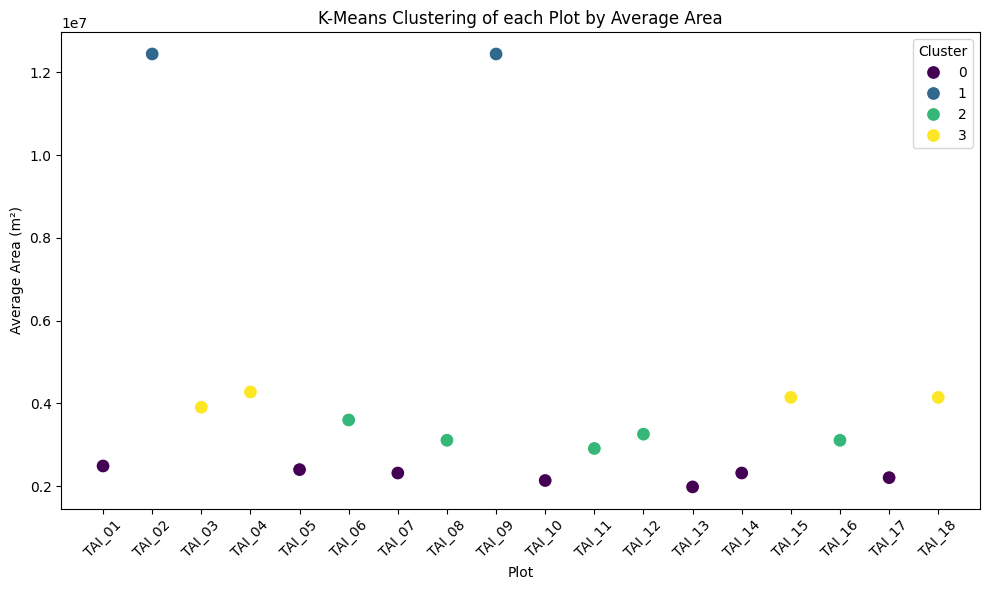 K-Means Clustering of each Plot by Average Area
1e7
Cluster
0
1
2
3
1.2
1.0
0.8
0.6
0.4
0.2
Average Area (m²)
TAI_01 TAI_02 TAI_03 TAI_04 TAI_05 TAI_06 TAI_07 TAI_08 TAI_09 TAI_10 TAI_11 TAI_12 TAI_13 TAI_14 TAI_15 TAI_16 TAI_17 TAI_18
Plot